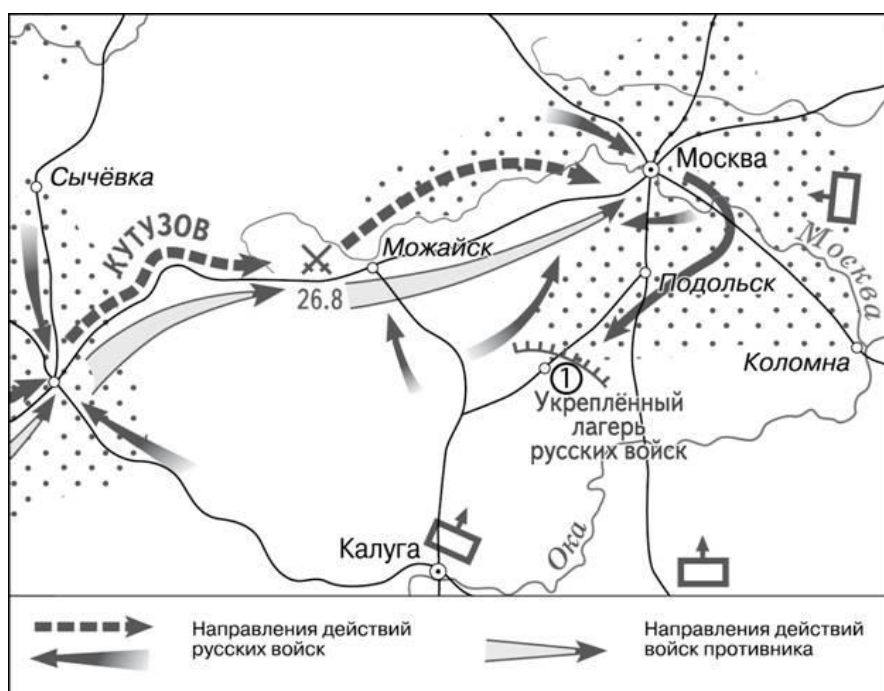 Москва
Сычёвка
КУТУЗОВ
Москва
Можайск
26.8
Подольск
Коломна
1
Укреплённый
лагерь
русских войск
Калуга
Ока
Направления действий
русских войск
Направления действий
войск противника